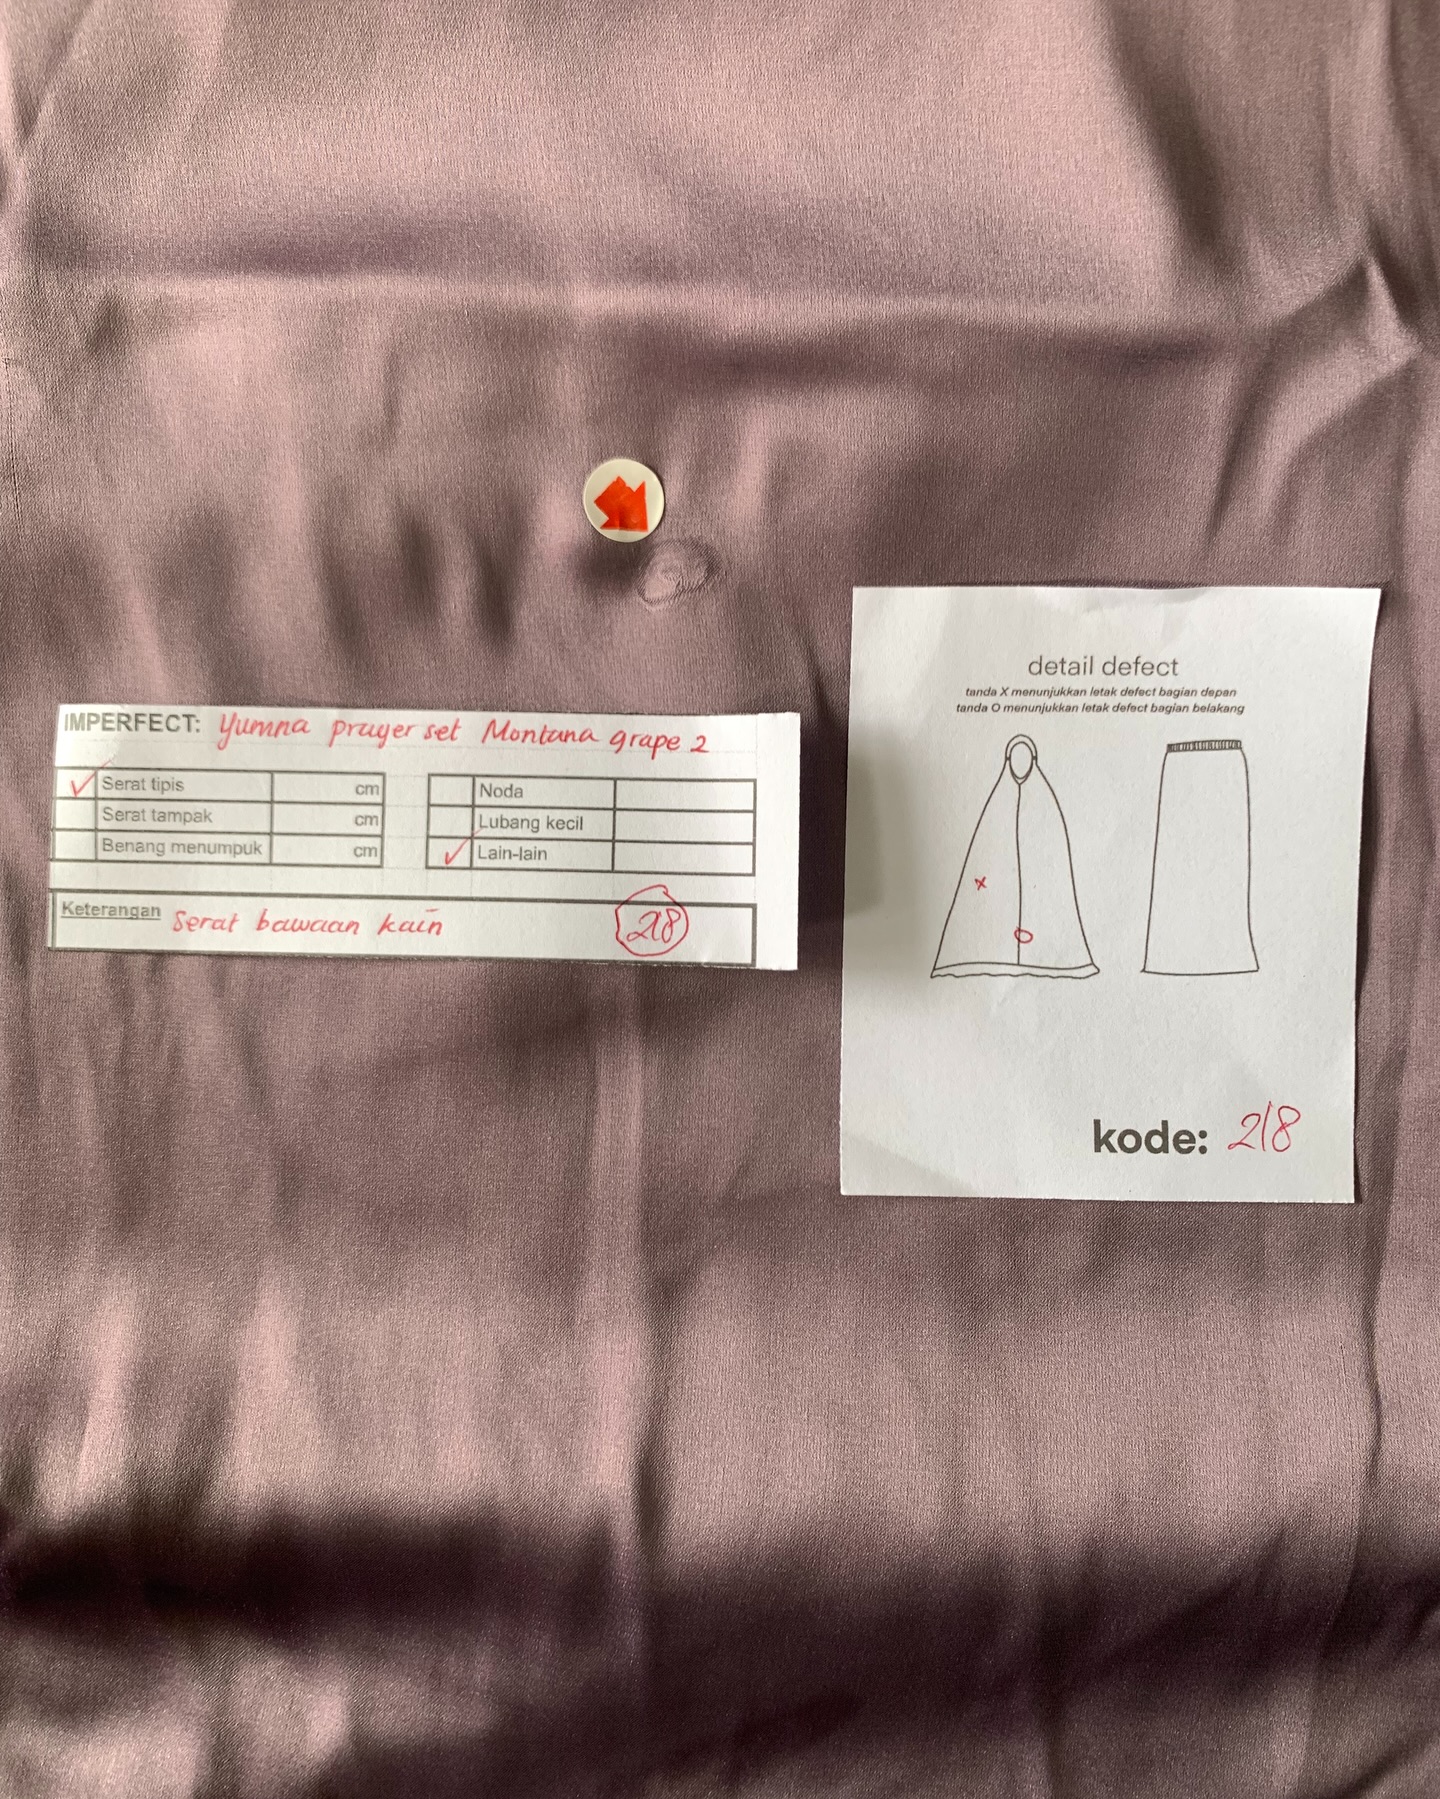 IMPERFECT: Yumna prayer set Montana grape 2
Serat tipis cm
Serat tampak cm
Benang menumpuk cm
Noda
Lubang kecil
Lain-lain
Keterangan Serat bawaan kain 218
detail defect
tanda X menunjukkan letak defect bagian depan
tanda O menunjukkan letak defect bagian belakang
x
o
kode: 218